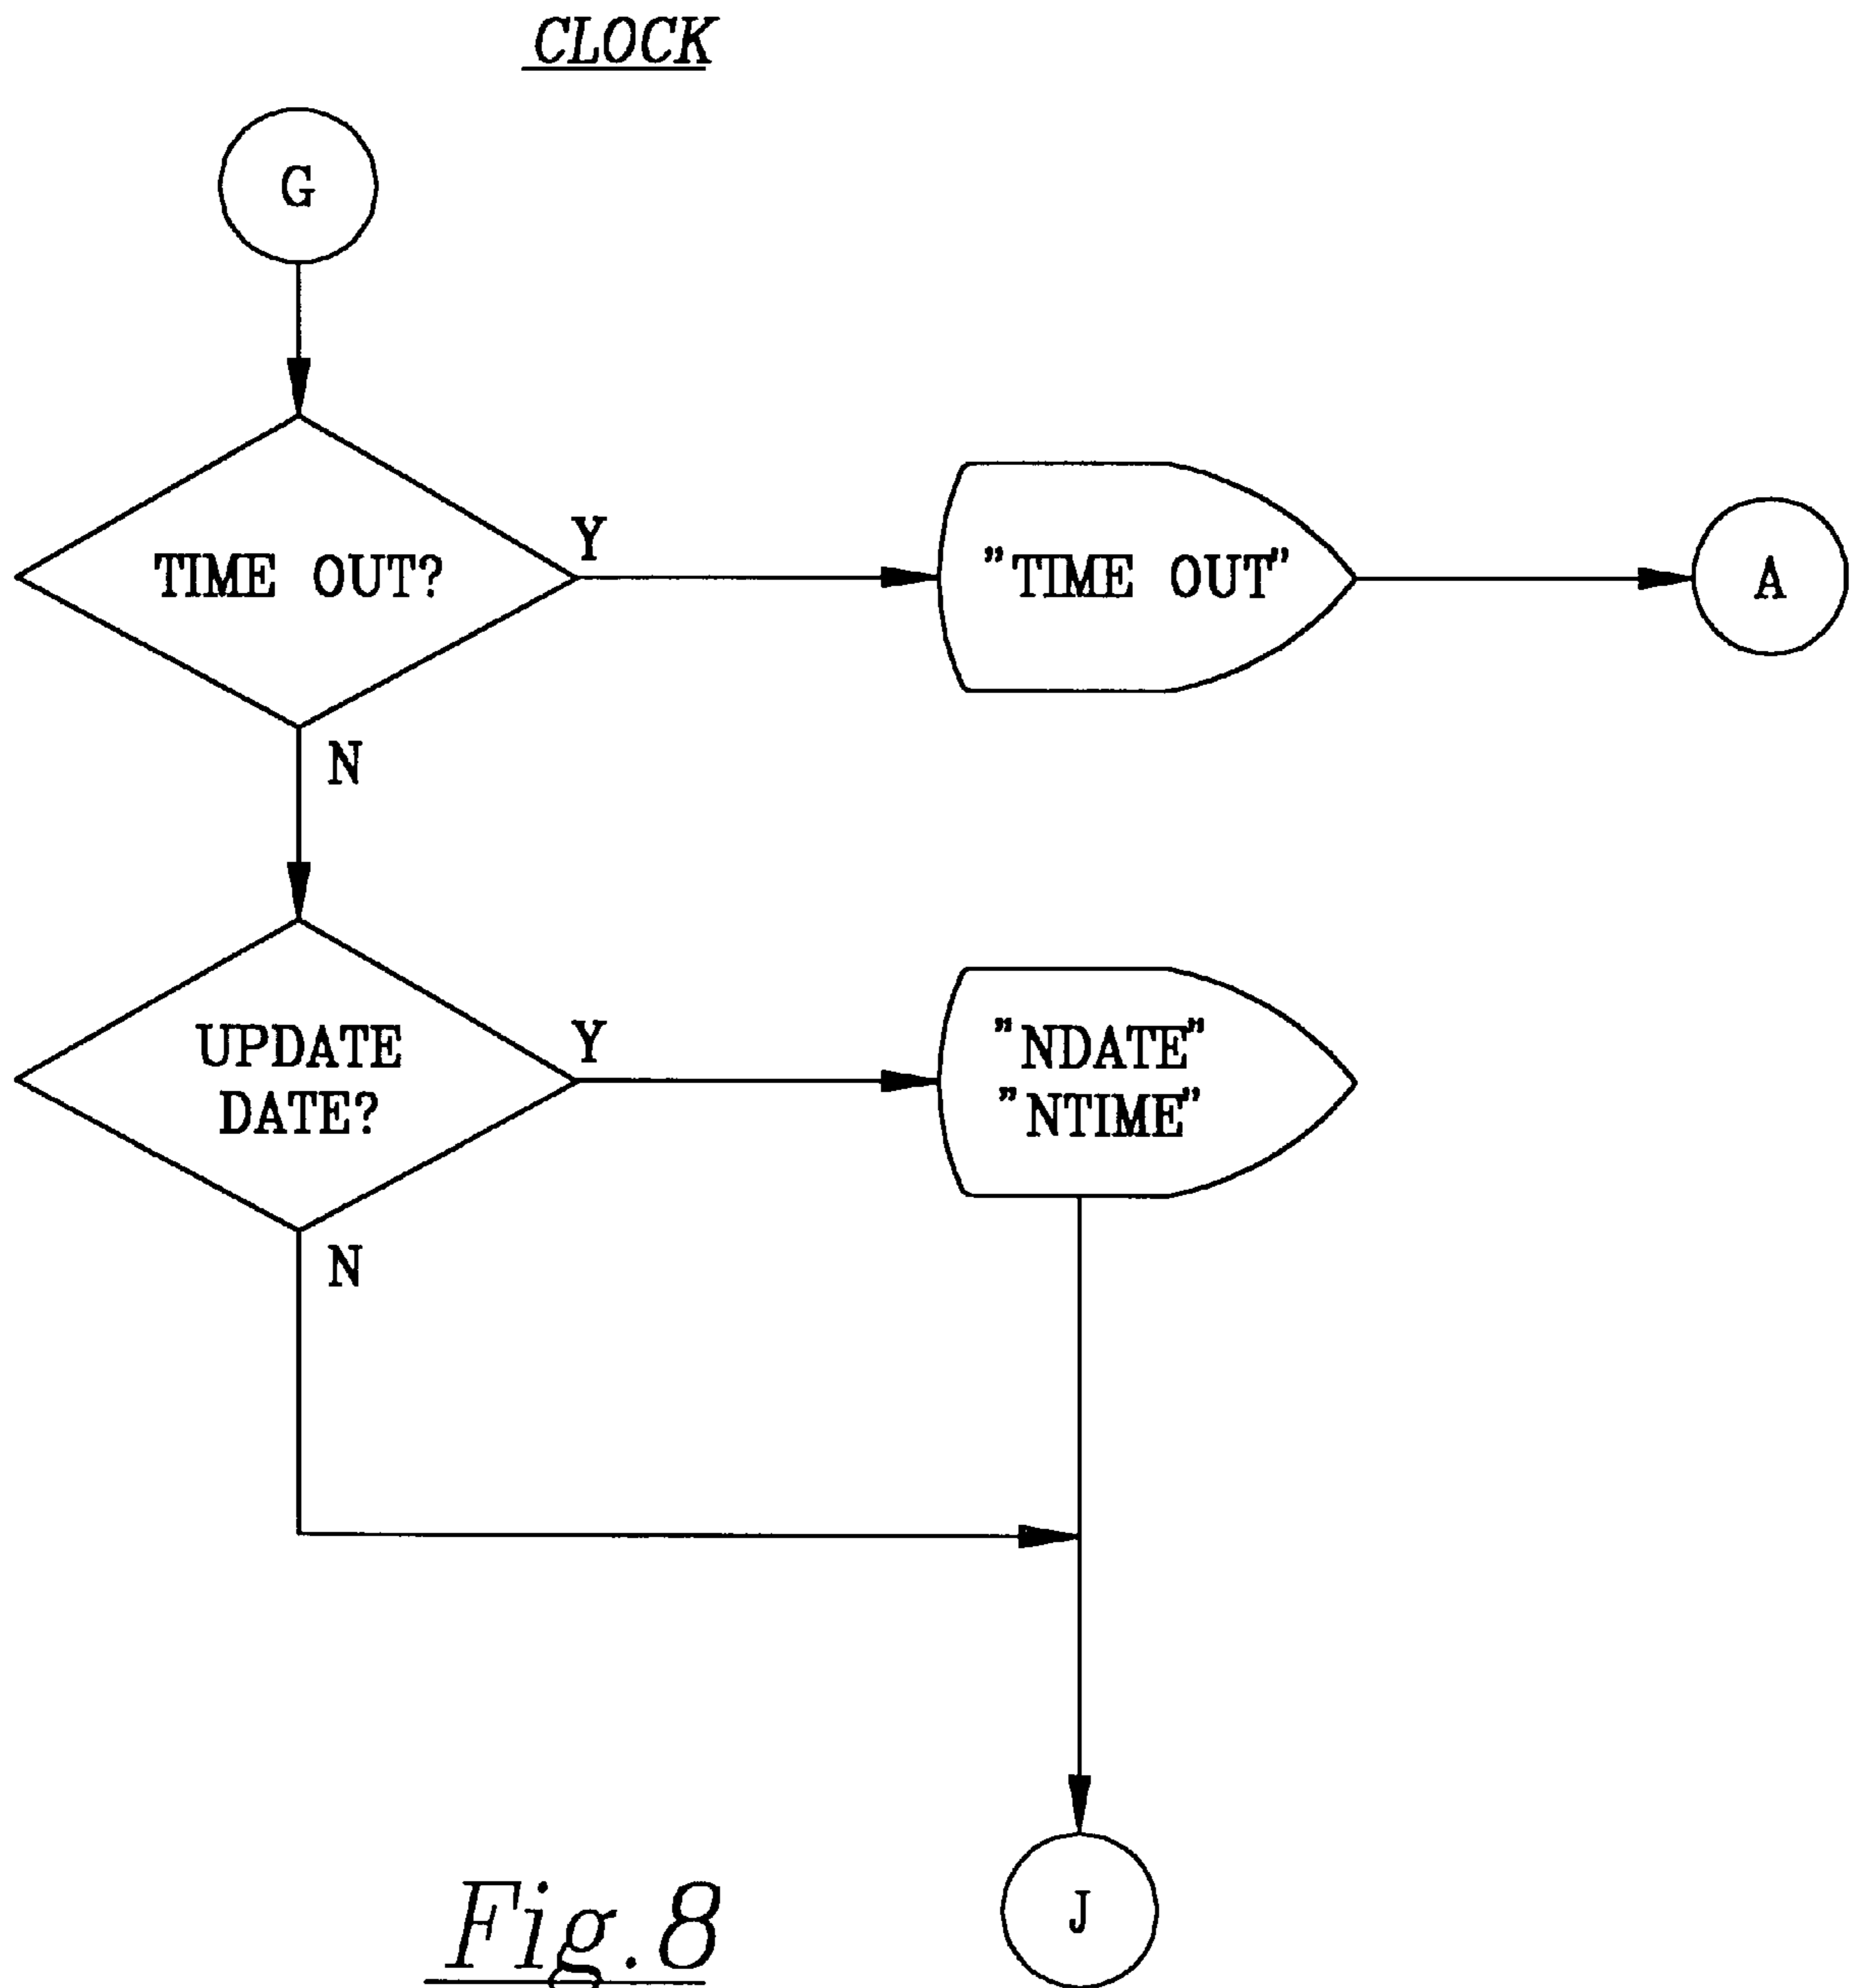 CLOCK
G
TIME OUT?
Y
"TIME OUT"
A
N
UPDATE
DATE?
Y
"NDATE"
"NTIME"
N
J
Fig.8